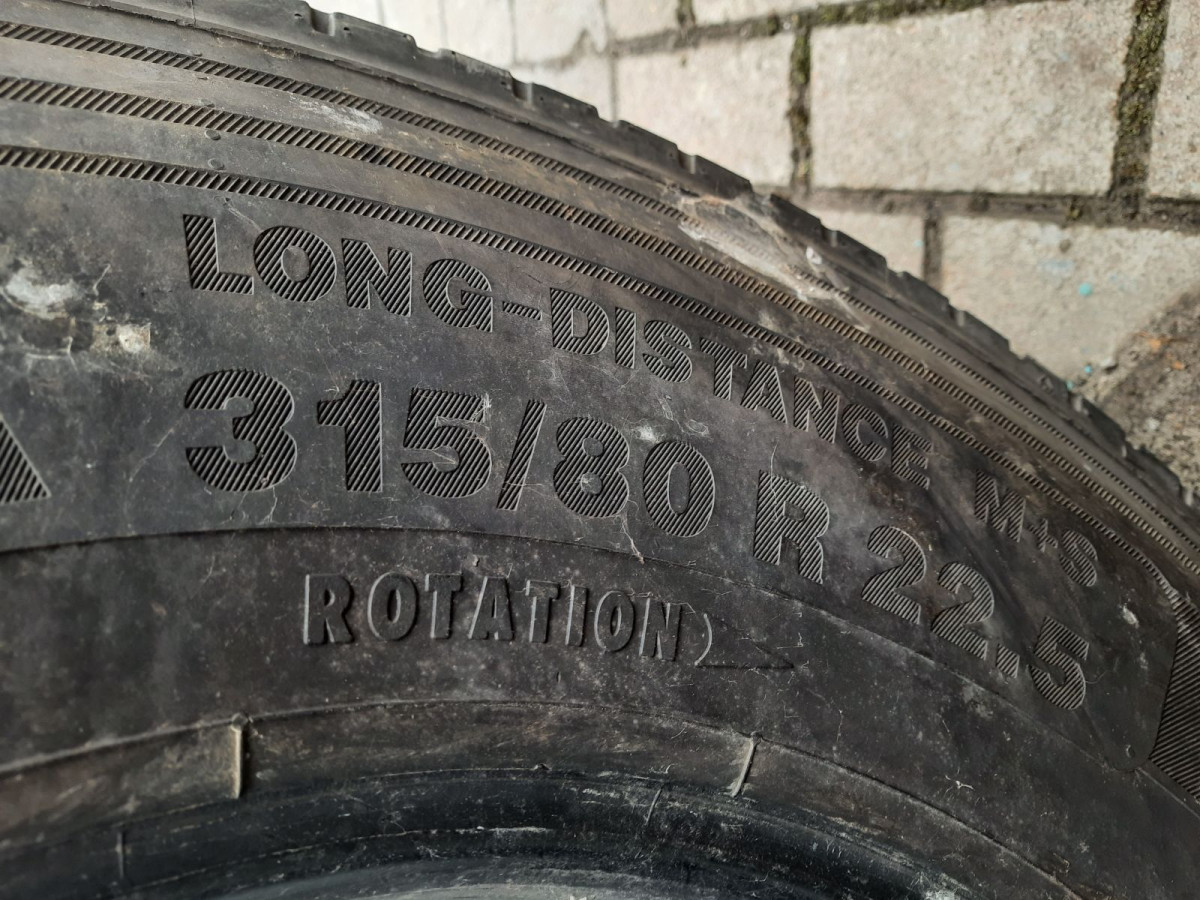 LONG-DISTANCE M+S
315/80 R 22.5
ROTATION